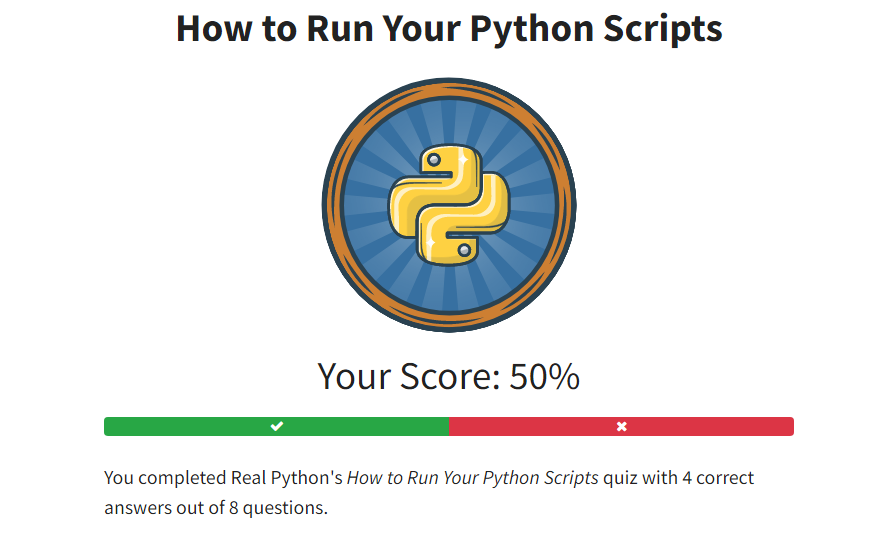 How to Run Your Python Scripts
Your Score: 50%
You completed Real Python's How to Run Your Python Scripts quiz with 4 correct
answers out of 8 questions.